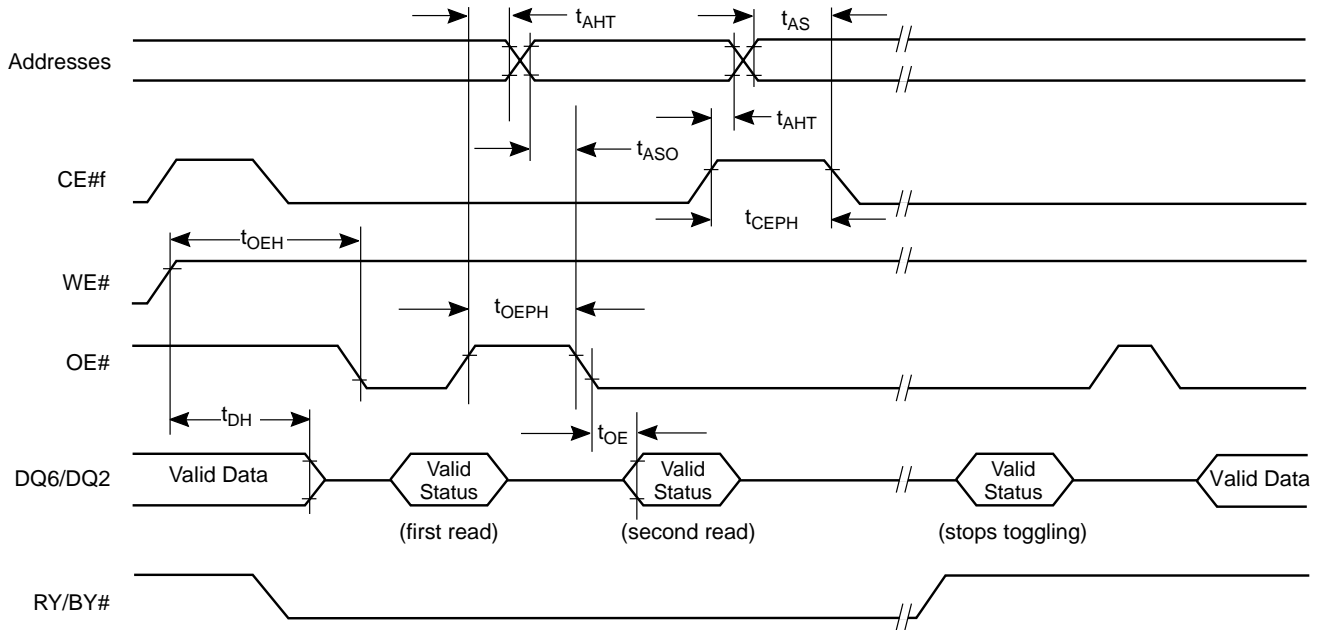 tAHT
tAS
Addresses
tAHT
tASO
CE#f
tCEPH
tOEH
WE#
tOEPH
OE#
tDH
tOE
DQ6/DQ2
Valid Data
Valid
Status
Valid
Status
Valid
Status
Valid Data
(first read)
(second read)
(stops toggling)
RY/BY#